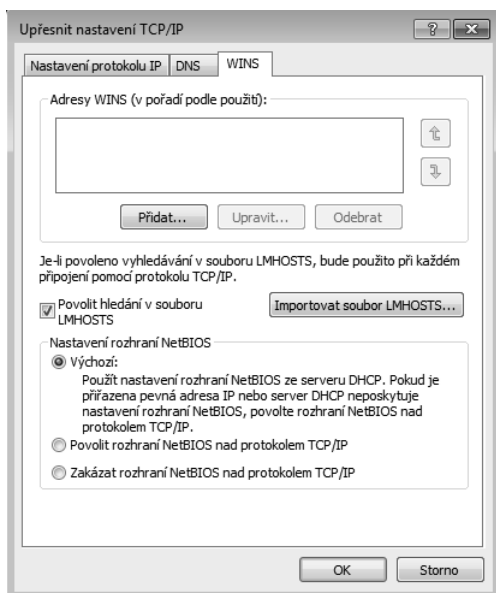 Upřesnit nastavení TCP/IP
Nastavení protokolu IP DNS WINS
Adresy WINS (v pořadí podle použití):
Přidat... Upravit... Odebrat
Je-li povoleno vyhledávání v souboru LMHOSTS, bude použito při každém
připojení pomocí protokolu TCP/IP.
Povolit hledání v souboru
LMHOSTS
Importovat soubor LMHOSTS...
Nastavení rozhraní NetBIOS
Výchozí:
Použít nastavení rozhraní NetBIOS ze serveru DHCP. Pokud je
přiřazena pevná adresa IP nebo server DHCP neposkytuje
nastavení rozhraní NetBIOS, povolte rozhraní NetBIOS nad
protokolem TCP/IP.
Povolit rozhraní NetBIOS nad protokolem TCP/IP
Zakázat rozhraní NetBIOS nad protokolem TCP/IP
OK Storno